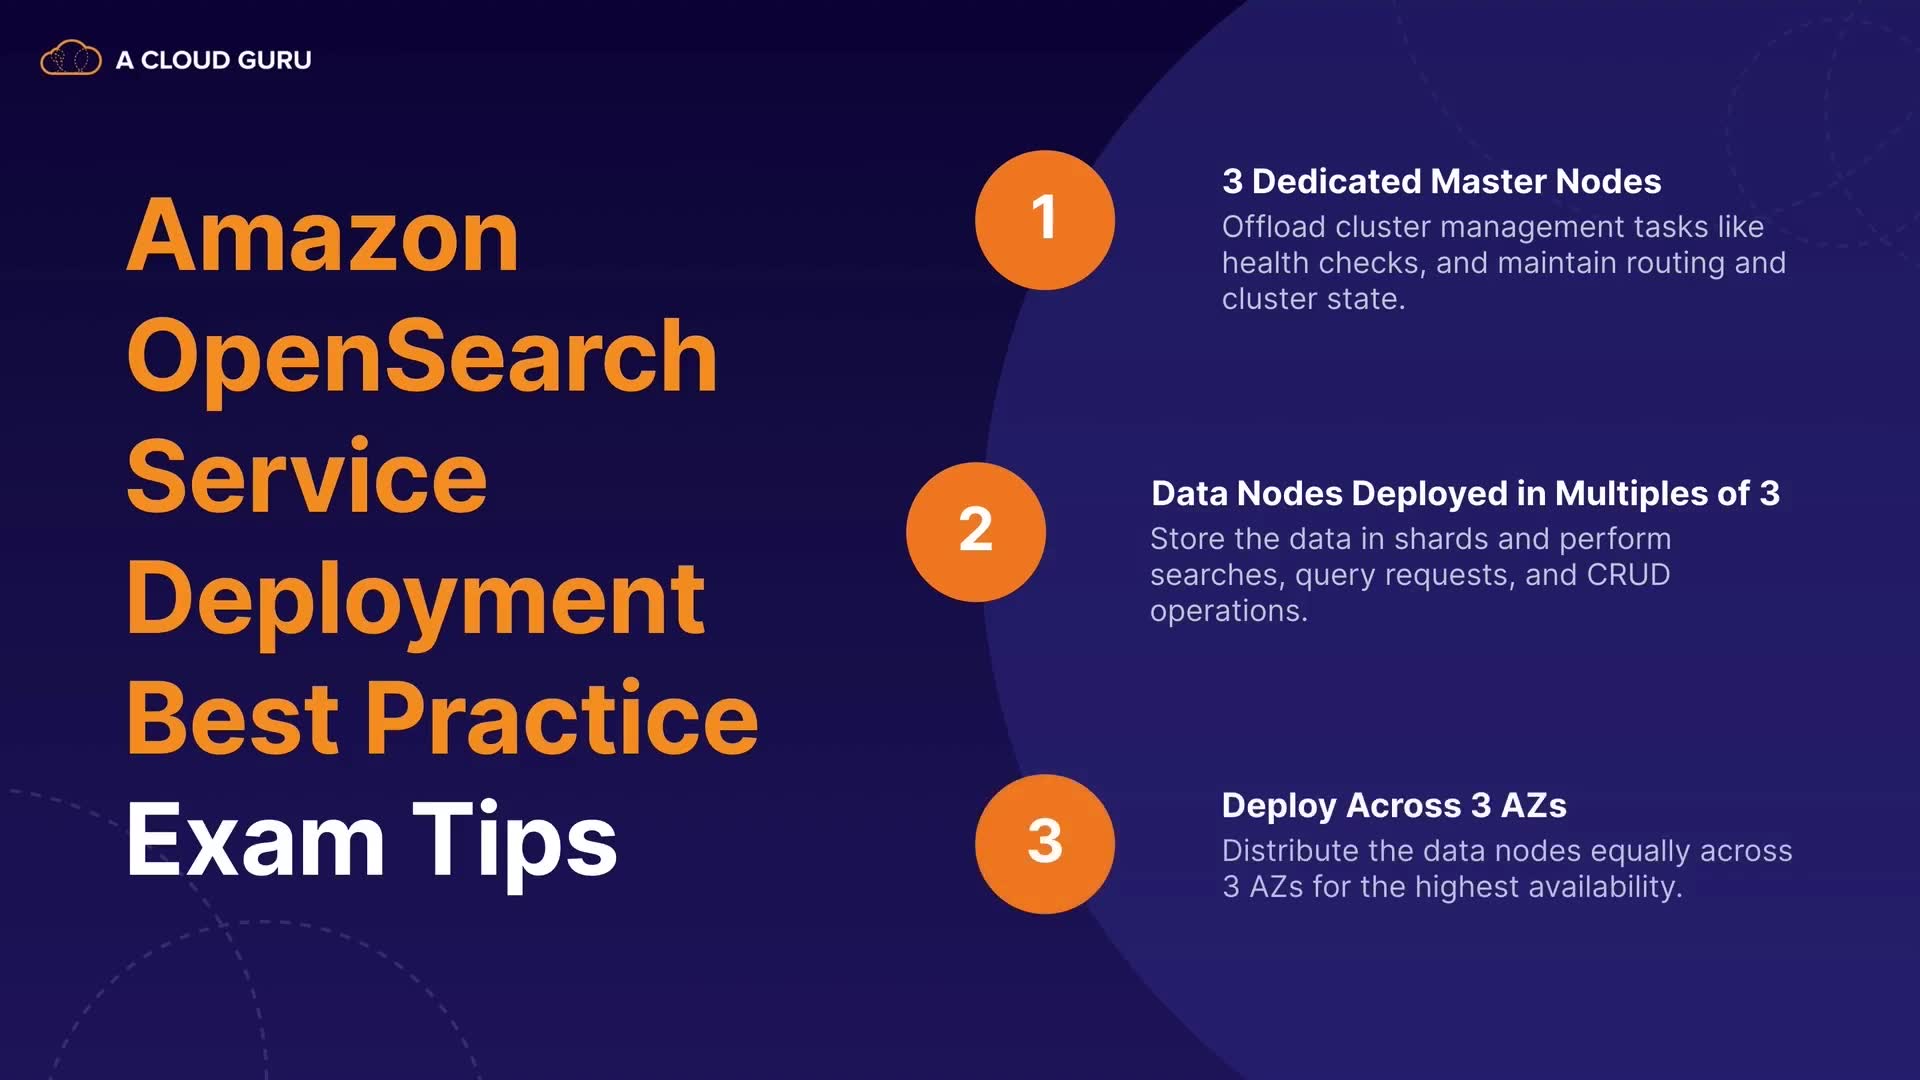 A CLOUD GURU
Amazon
OpenSearch
Service
Deployment
Best Practice
Exam Tips
1
3 Dedicated Master Nodes
Offload cluster management tasks like
health checks, and maintain routing and
cluster state.
2
Data Nodes Deployed in Multiples of 3
Store the data in shards and perform
searches, query requests, and CRUD
operations.
3
Deploy Across 3 AZs
Distribute the data nodes equally across
3 AZs for the highest availability.